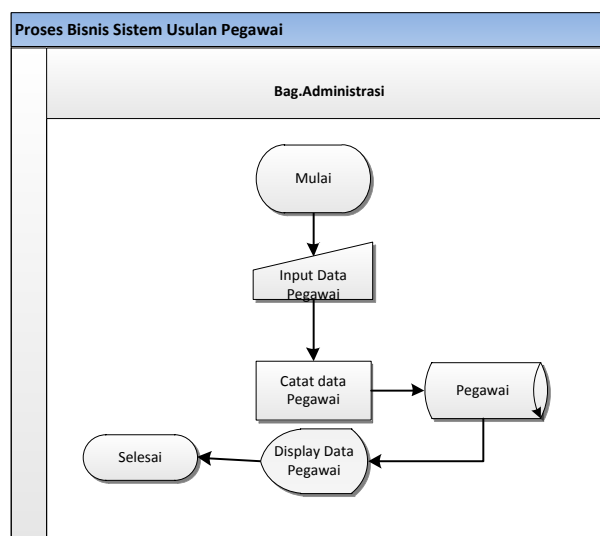 Proses Bisnis Sistem Usulan Pegawai
Bag.Administrasi
Mulai
Input Data
Pegawai
Catat data
Pegawai
Pegawai
Display Data
Pegawai
Selesai